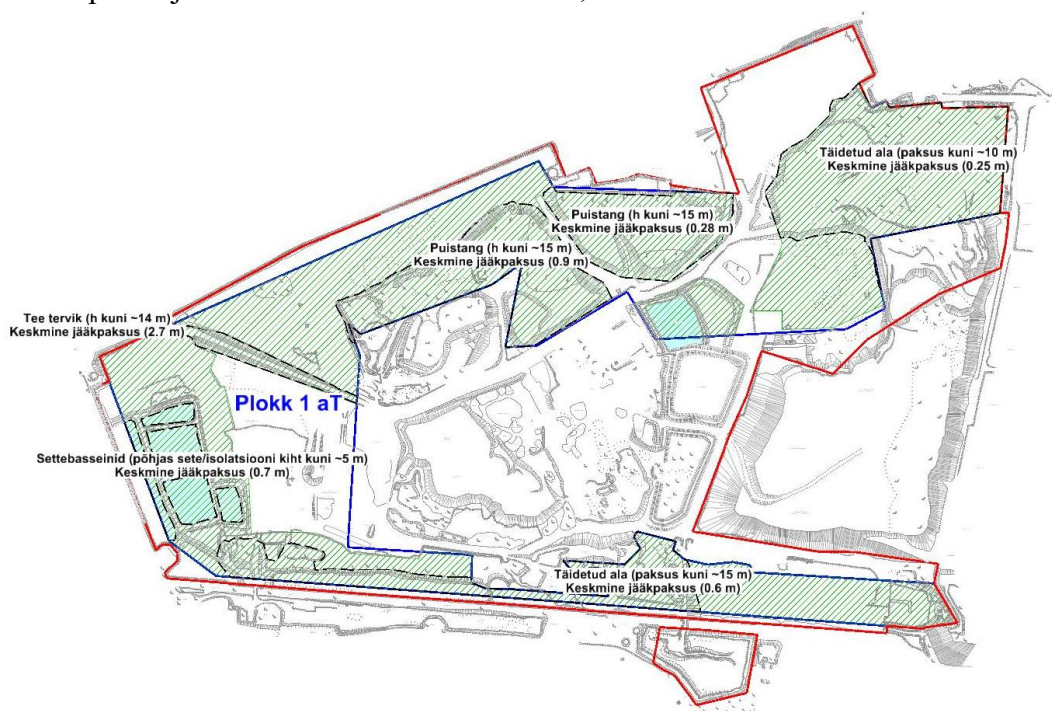 Täidetud ala (paksus kuni ~10 m)
Keskmine jääkpaksus (0.25 m)
Puistang (h kuni ~15 m)
Keskmine jääkpaksus (0.28 m)
Puistang (h kuni ~15 m)
Keskmine jääkpaksus (0.9 m)
Tee tervik (h kuni ~14 m)
Keskmine jääkpaksus (2.7 m)
Plokk 1 aT
Settebasseinid (põhjas sete/isolatsiooni kiht kuni ~5 m)
Keskmine jääkpaksus (0.7 m)
Täidetud ala (paksus kuni ~15 m)
Keskmine jääkpaksus (0.6 m)